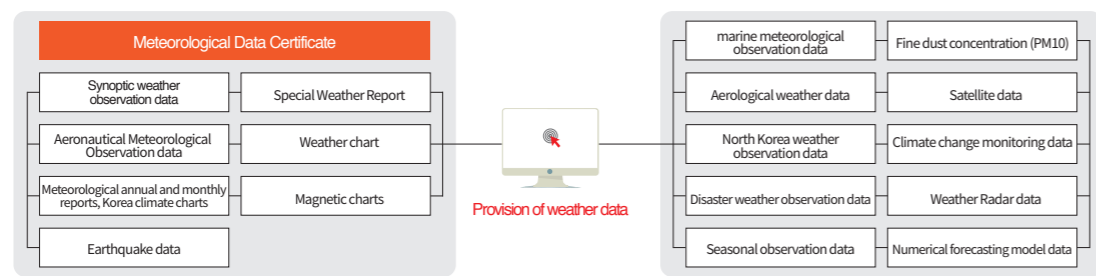 Meteorological Data Certificate
Synoptic weather
observation data
Special Weather Report
Aeronautical Meteorological
Observation data
Weather chart
Meteorological annual and monthly
reports, Korea climate charts
Magnetic charts
Earthquake data
Provision of weather data
marine meteorological
observation data
Fine dust concentration (PM10)
Aerological weather data
Satellite data
North Korea weather
observation data
Climate change monitoring data
Disaster weather observation data
Weather Radar data
Seasonal observation data
Numerical forecasting model data